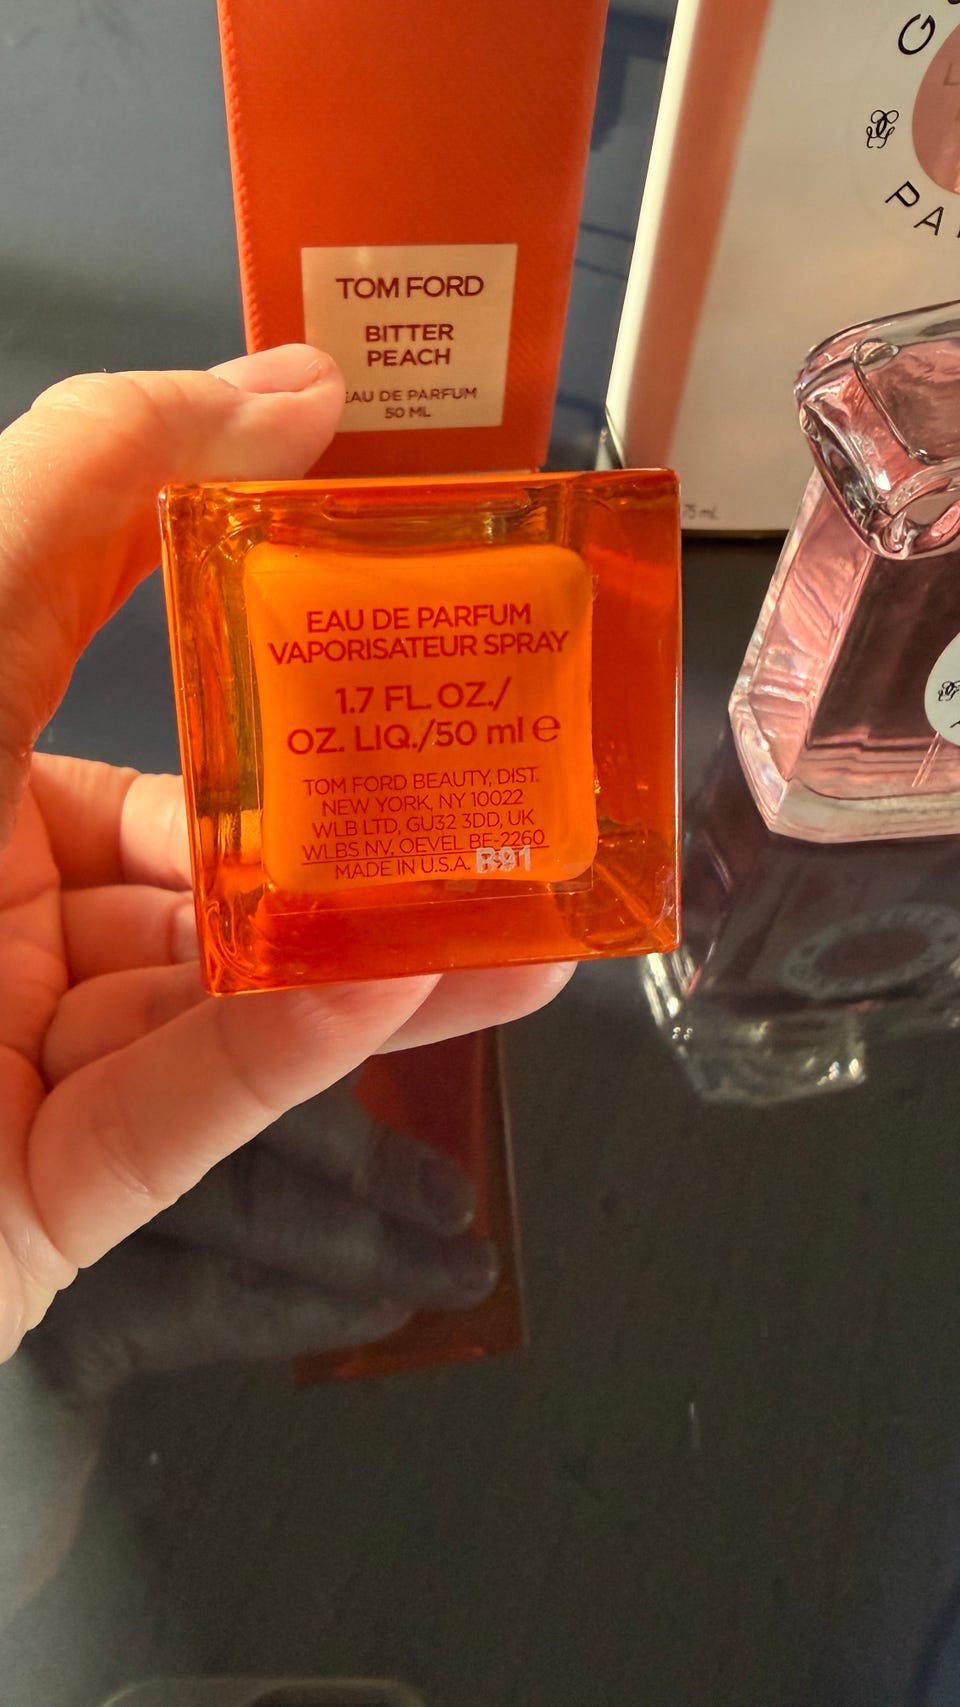 TOM FORD
BITTER
PEACH
EAU DE PARFUM
50 ML
EAU DE PARFUM
VAPORISATEUR SPRAY
1.7 FL. OZ./
OZ. LIQ./50 ml e
TOM FORD BEAUTY, DIST.
NEW YORK, NY 10022
WLB LTD, GU32 3DD, UK
WLBS NV, OEVEL BE-2260
MADE IN U.S.A. B91
75 mL